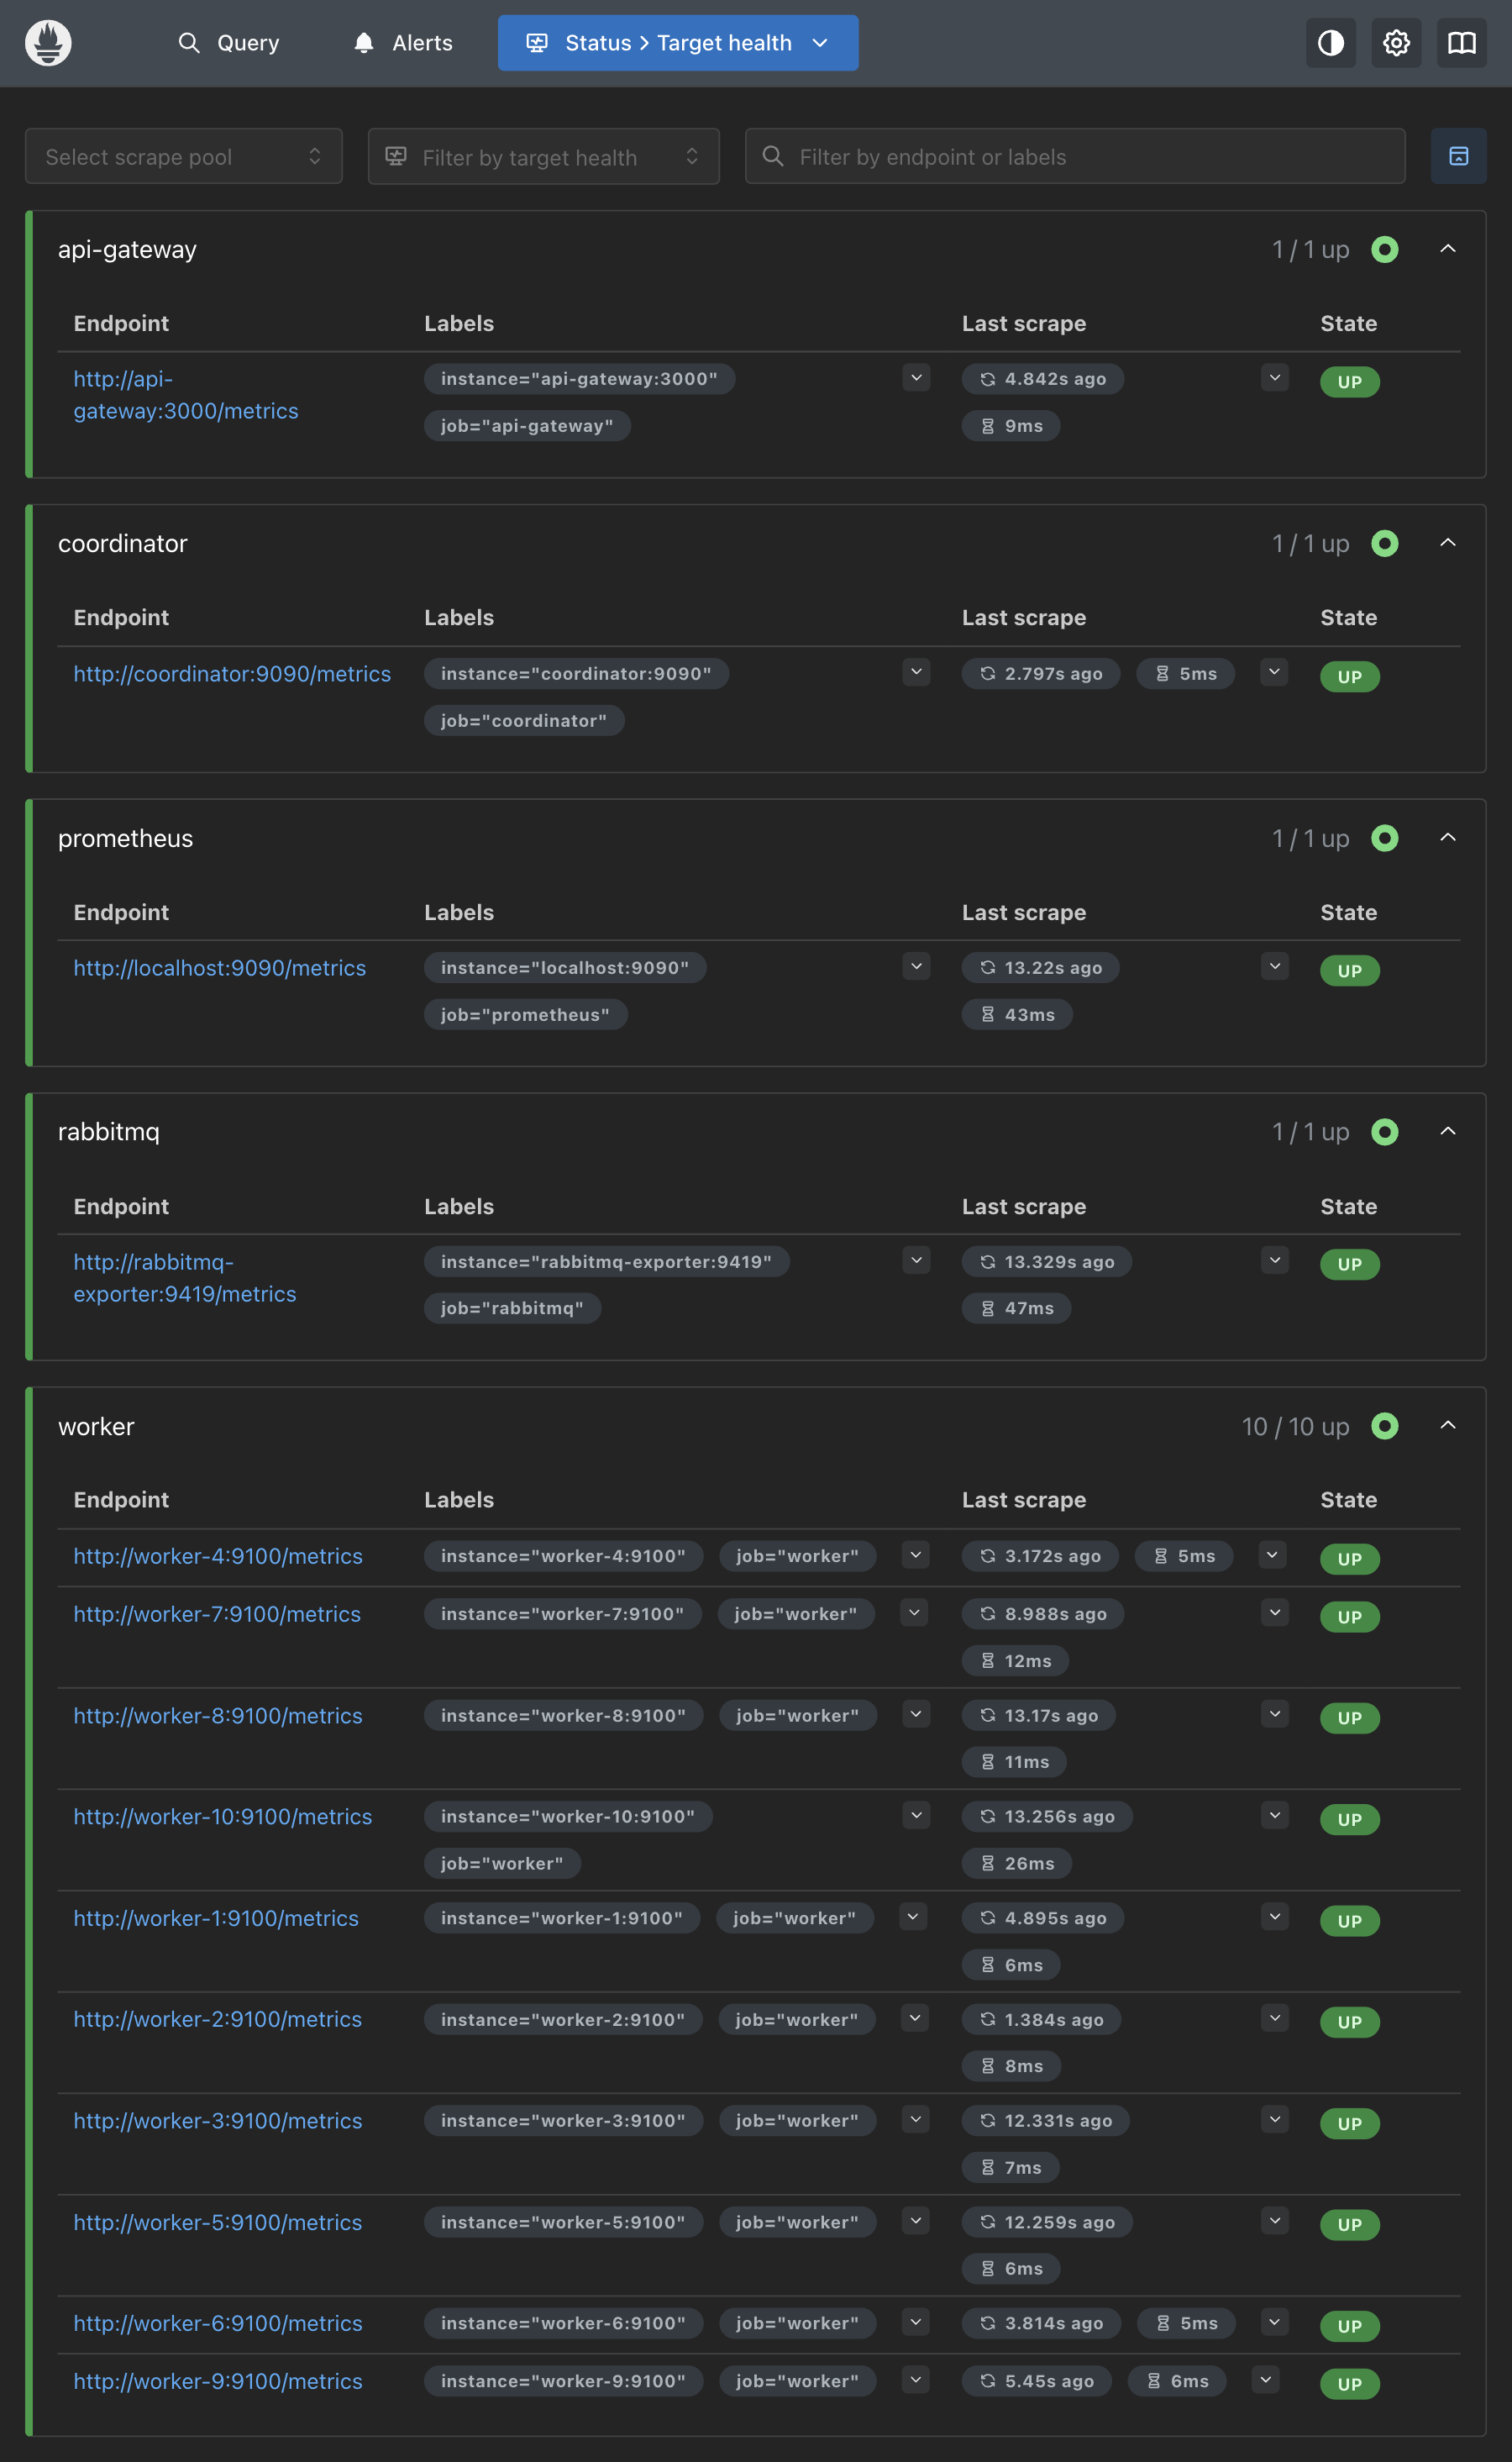 Query Alerts Status > Target health
Select scrape pool Filter by target health Filter by endpoint or labels
api-gateway 1 / 1 up
Endpoint Labels Last scrape State
http://api- instance="api-gateway:3000" 4.842s ago UP
gateway:3000/metrics job="api-gateway" 9ms
coordinator 1 / 1 up
Endpoint Labels Last scrape State
http://coordinator:9090/metrics instance="coordinator:9090" 2.797s ago 5ms UP
job="coordinator"
prometheus 1 / 1 up
Endpoint Labels Last scrape State
http://localhost:9090/metrics instance="localhost:9090" 13.22s ago UP
job="prometheus" 43ms
rabbitmq 1 / 1 up
Endpoint Labels Last scrape State
http://rabbitmq- instance="rabbitmq-exporter:9419" 13.329s ago UP
exporter:9419/metrics job="rabbitmq" 47ms
worker 10 / 10 up
Endpoint Labels Last scrape State
http://worker-4:9100/metrics instance="worker-4:9100" job="worker" 3.172s ago 5ms UP
http://worker-7:9100/metrics instance="worker-7:9100" job="worker" 8.988s ago UP
12ms
http://worker-8:9100/metrics instance="worker-8:9100" job="worker" 13.17s ago UP
11ms
http://worker-10:9100/metrics instance="worker-10:9100" 13.256s ago UP
job="worker" 26ms
http://worker-1:9100/metrics instance="worker-1:9100" job="worker" 4.895s ago UP
6ms
http://worker-2:9100/metrics instance="worker-2:9100" job="worker" 1.384s ago UP
8ms
http://worker-3:9100/metrics instance="worker-3:9100" job="worker" 12.331s ago UP
7ms
http://worker-5:9100/metrics instance="worker-5:9100" job="worker" 12.259s ago UP
6ms
http://worker-6:9100/metrics instance="worker-6:9100" job="worker" 3.814s ago 5ms UP
http://worker-9:9100/metrics instance="worker-9:9100" job="worker" 5.45s ago 6ms UP